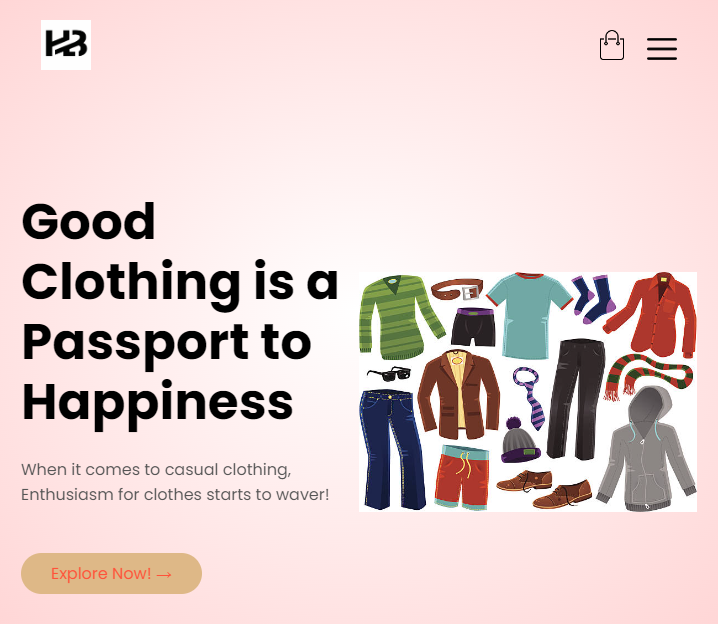 HB
Good
Clothing is a
Passport to
Happiness
When it comes to casual clothing,
Enthusiasm for clothes starts to waver!
Explore Now! →